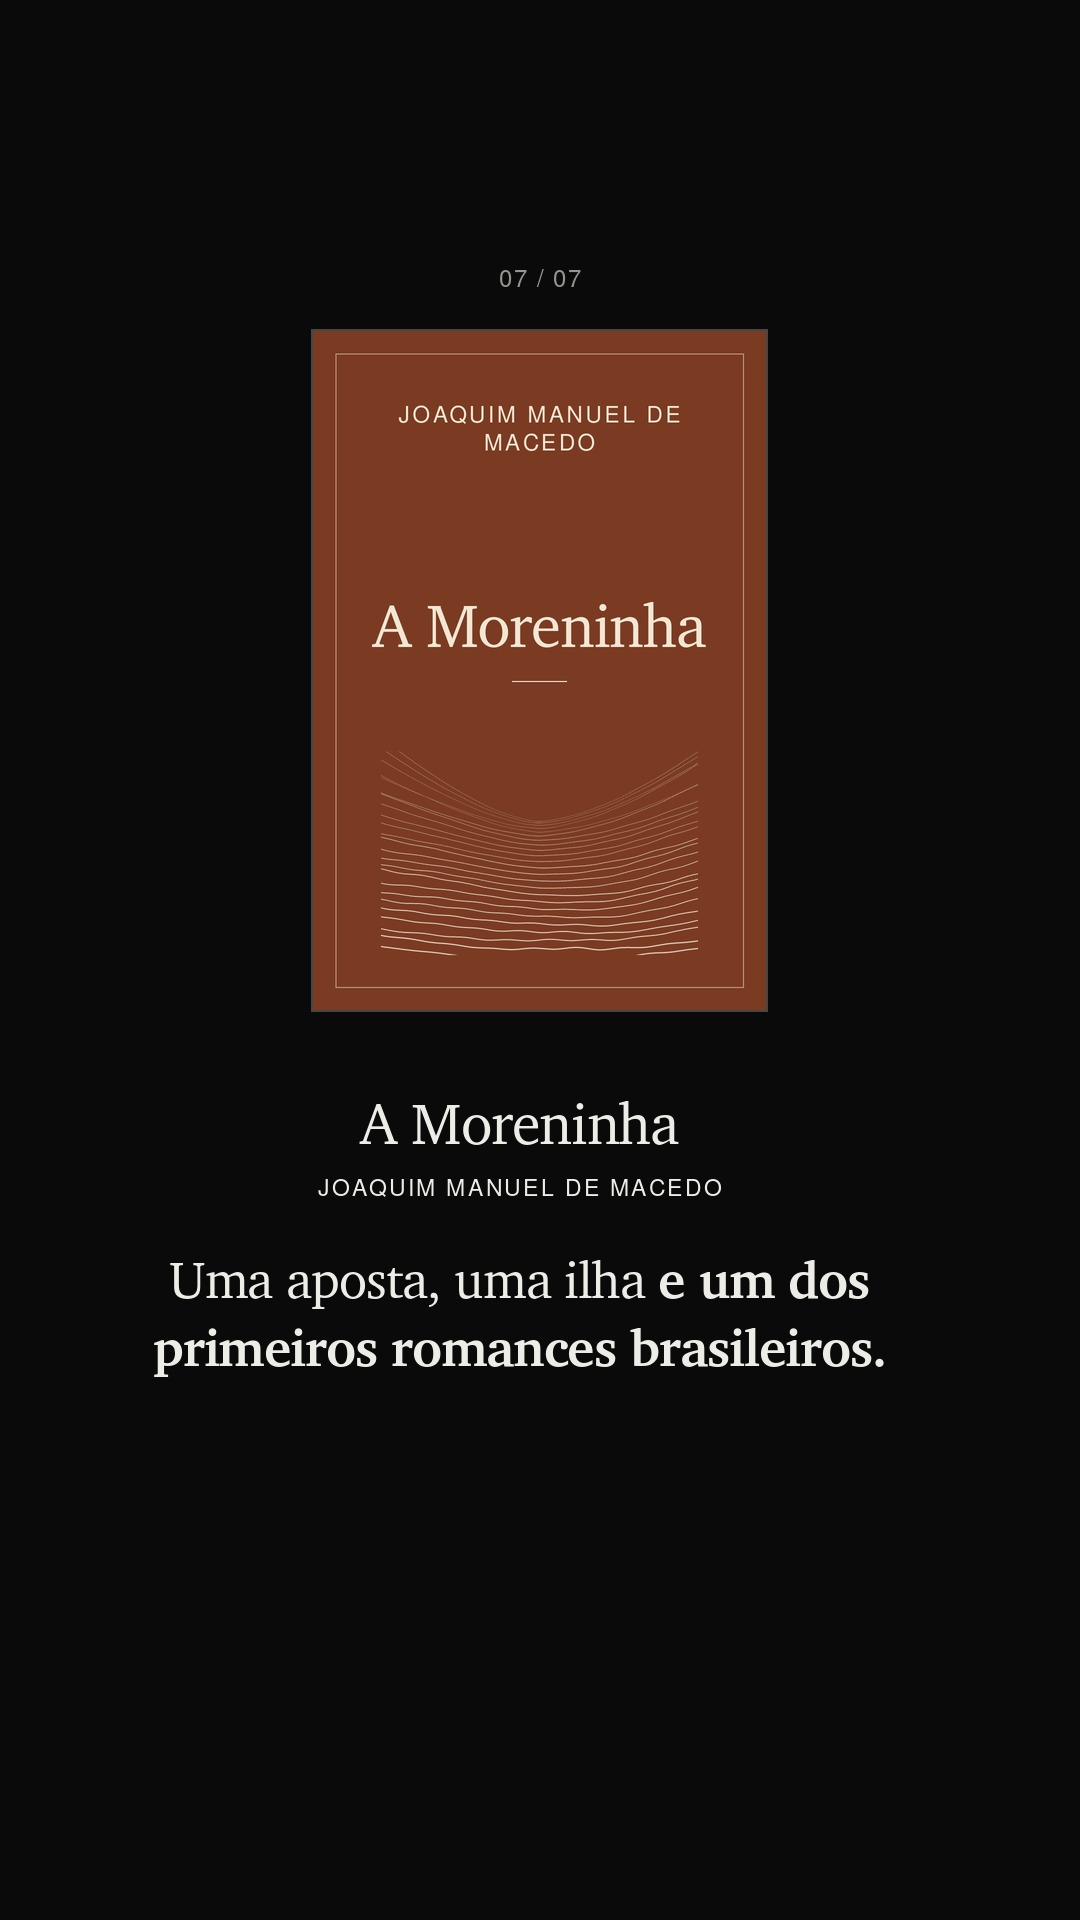 07 / 07
JOAQUIM MANUEL DE
MACEDO
A Moreninha
A Moreninha
JOAQUIM MANUEL DE MACEDO
Uma aposta, uma ilha e um dos
primeiros romances brasileiros.